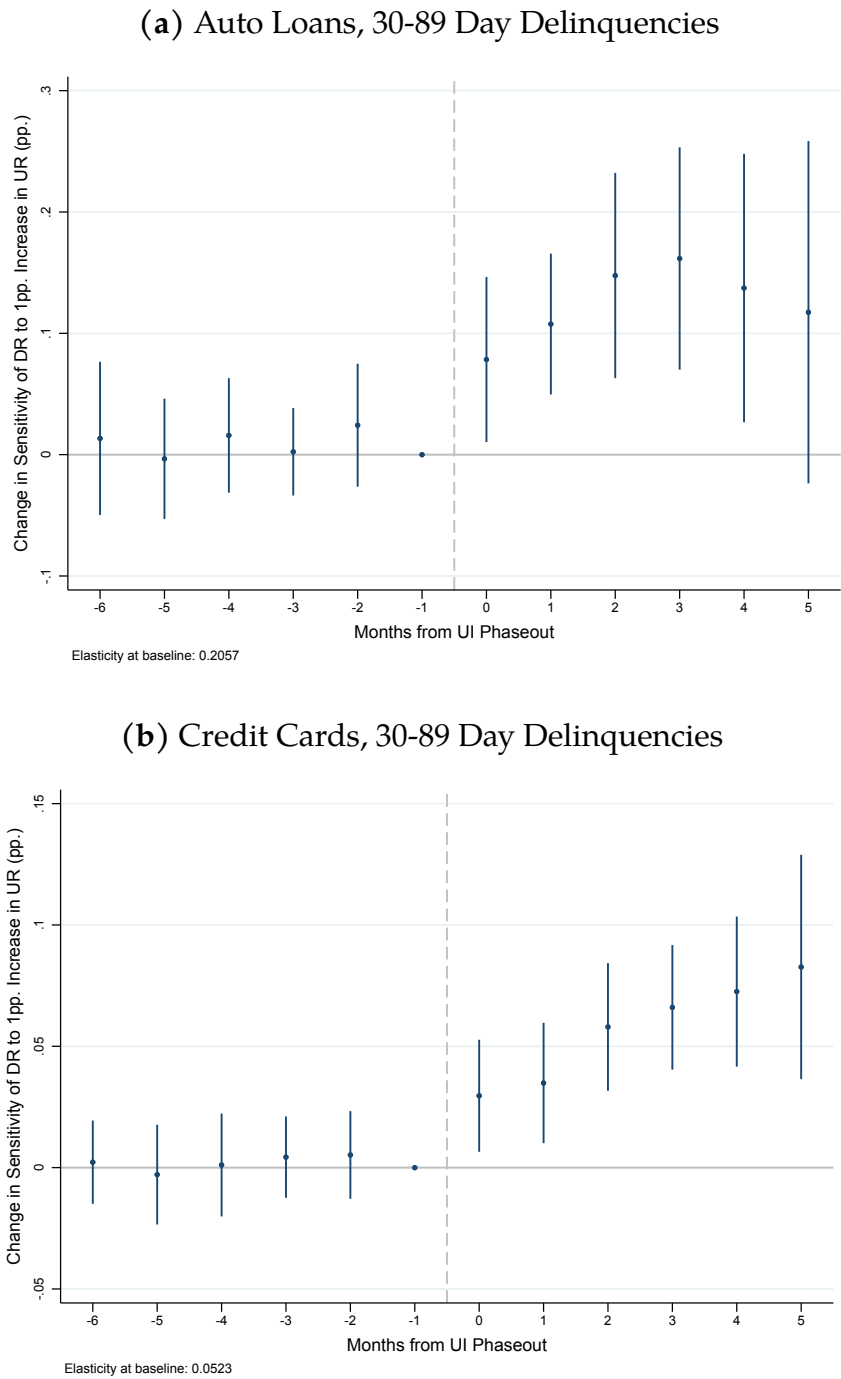 (a) Auto Loans, 30-89 Day Delinquencies
Change in Sensitivity of DR to 1pp. Increase in UR (pp.)
.3
.2
.1
0
-.1
-6 -5 -4 -3 -2 -1 0 1 2 3 4 5
Months from UI Phaseout
Elasticity at baseline: 0.2057
(b) Credit Cards, 30-89 Day Delinquencies
Change in Sensitivity of DR to 1pp. Increase in UR (pp.)
.15
.1
.05
0
-.05
-6 -5 -4 -3 -2 -1 0 1 2 3 4 5
Months from UI Phaseout
Elasticity at baseline: 0.0523